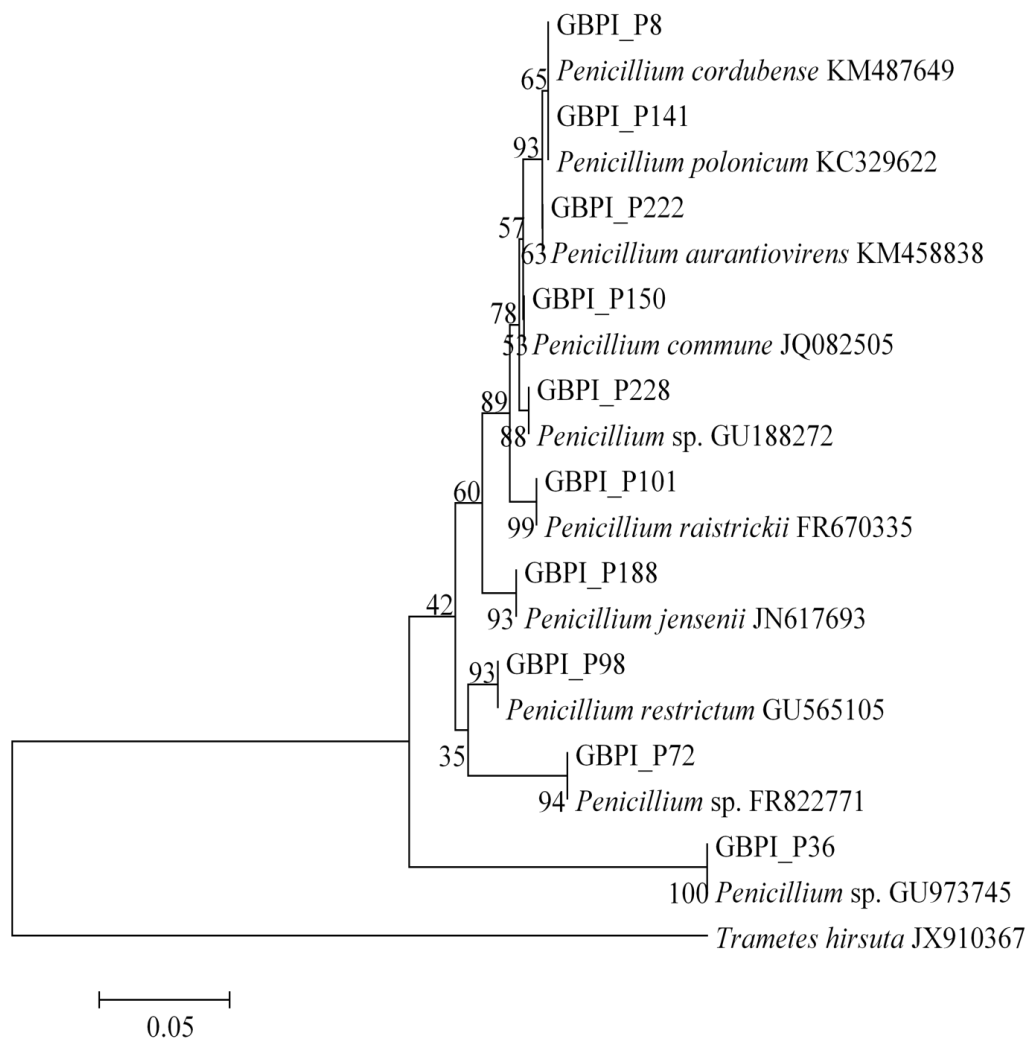 GBPI_P8
65
Penicillium cordubense KM487649
GBPI_P141
93
Penicillium polonicum KC329622
GBPI_P222
57
63 Penicillium aurantiovirens KM458838
GBPI_P150
78
53 Penicillium commune JQ082505
GBPI_P228
89
88 Penicillium sp. GU188272
GBPI_P101
60
99 Penicillium raistrickii FR670335
GBPI_P188
42
93 Penicillium jensenii JN617693
93 GBPI_P98
Penicillium restrictum GU565105
35
GBPI_P72
94 Penicillium sp. FR822771
GBPI_P36
100 Penicillium sp. GU973745
Trametes hirsuta JX910367
0.05